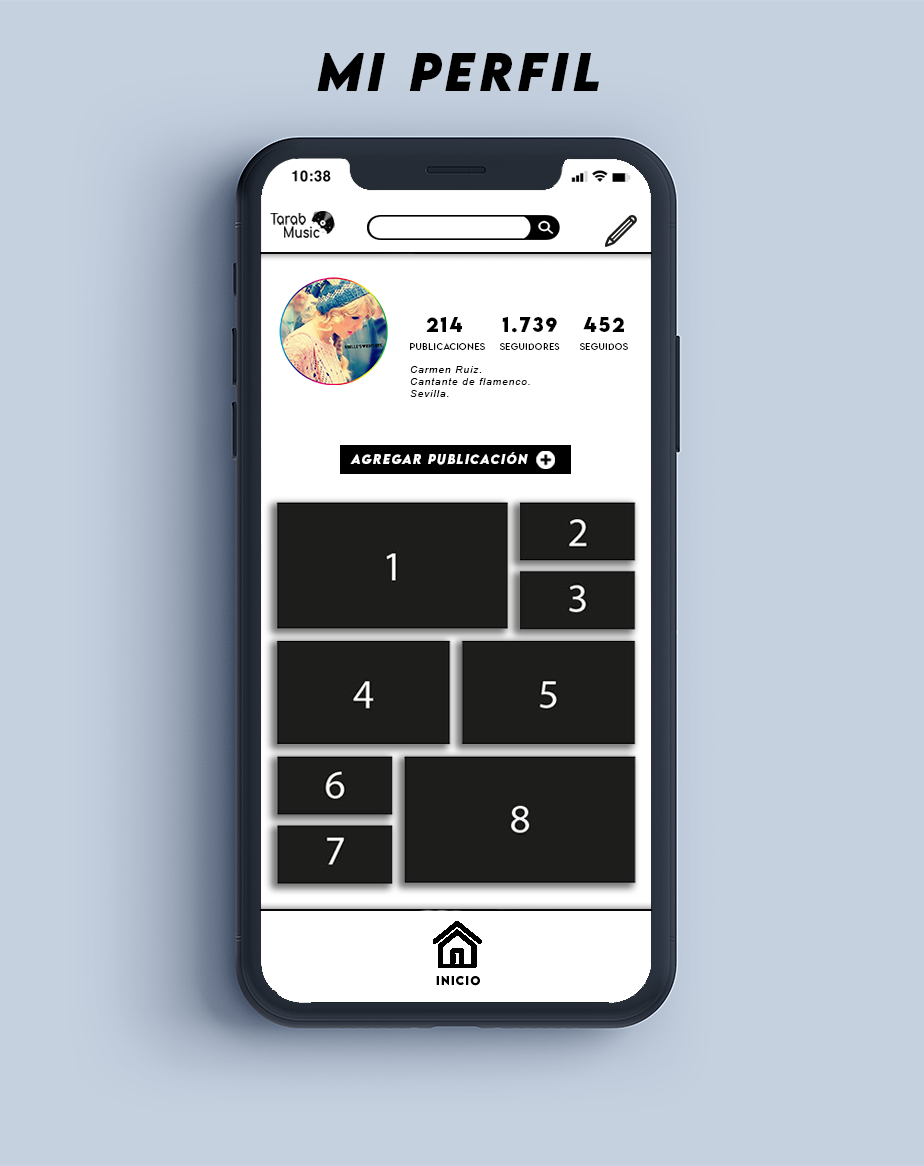 MI PERFIL
10:38
Tarab
Music
214 1.739 452
PUBLICACIONES SEGUIDORES SEGUIDOS
Carmen Ruiz.
Cantante de flamenco.
Sevilla.
AGREGAR PUBLICACIÓN
1
2
3
4 5
6
7
8
INICIO